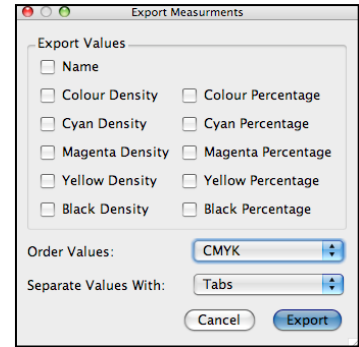 Export Measurments
Export Values
Name
Colour Density Colour Percentage
Cyan Density Cyan Percentage
Magenta Density Magenta Percentage
Yellow Density Yellow Percentage
Black Density Black Percentage
Order Values: CMYK
Separate Values With: Tabs
Cancel Export